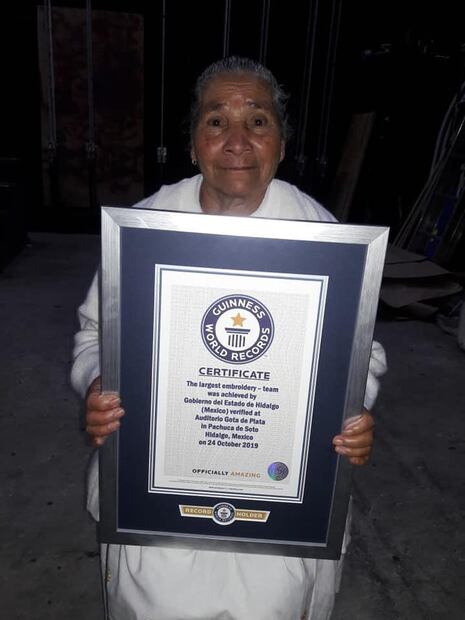 GUINNESS
WORLD RECORDS
CERTIFICATE
The largest embroidery – team
was achieved by
Gobierno del Estado de Hidalgo
(Mexico) verified at
Auditorio Gota de Plata
in Pachuca de Soto
Hidalgo, Mexico
on 24 October 2019
OFFICIALLY AMAZING
RECORD HOLDER